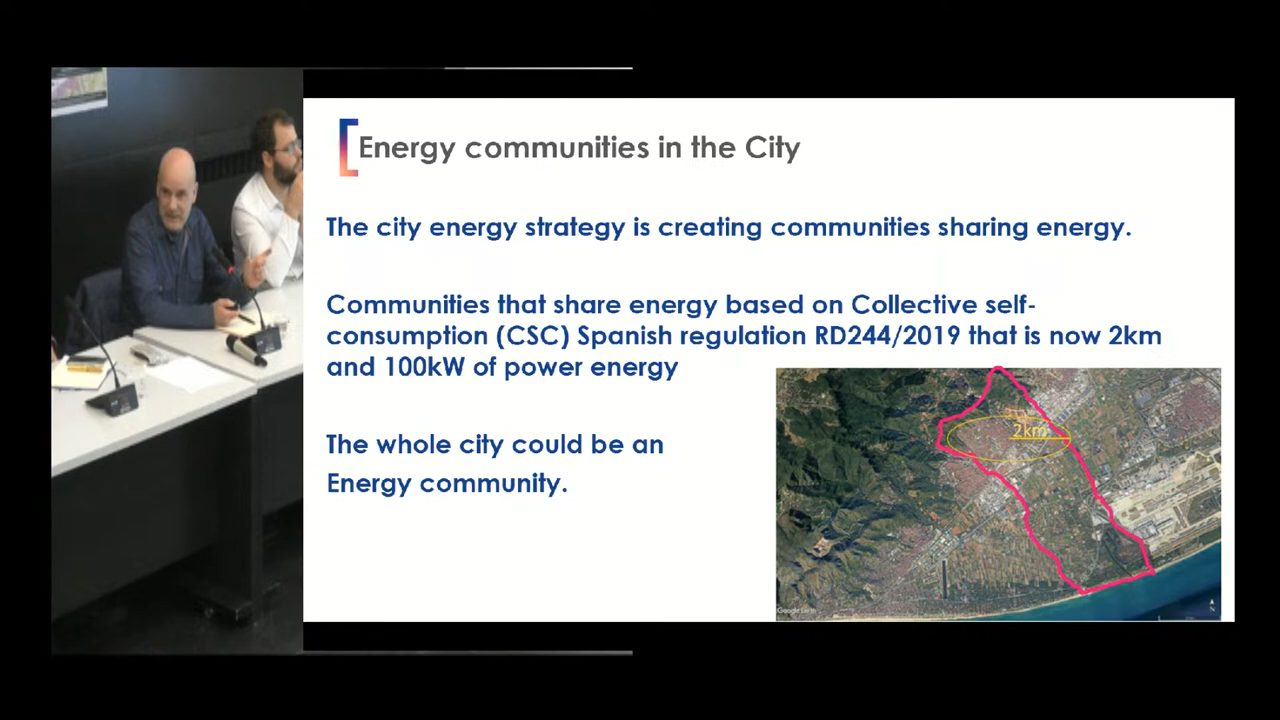 Energy communities in the City
The city energy strategy is creating communities sharing energy.
Communities that share energy based on Collective self-
consumption (CSC) Spanish regulation RD244/2019 that is now 2km
and 100kW of power energy
2km
The whole city could be an
Energy community.
Google Earth
N